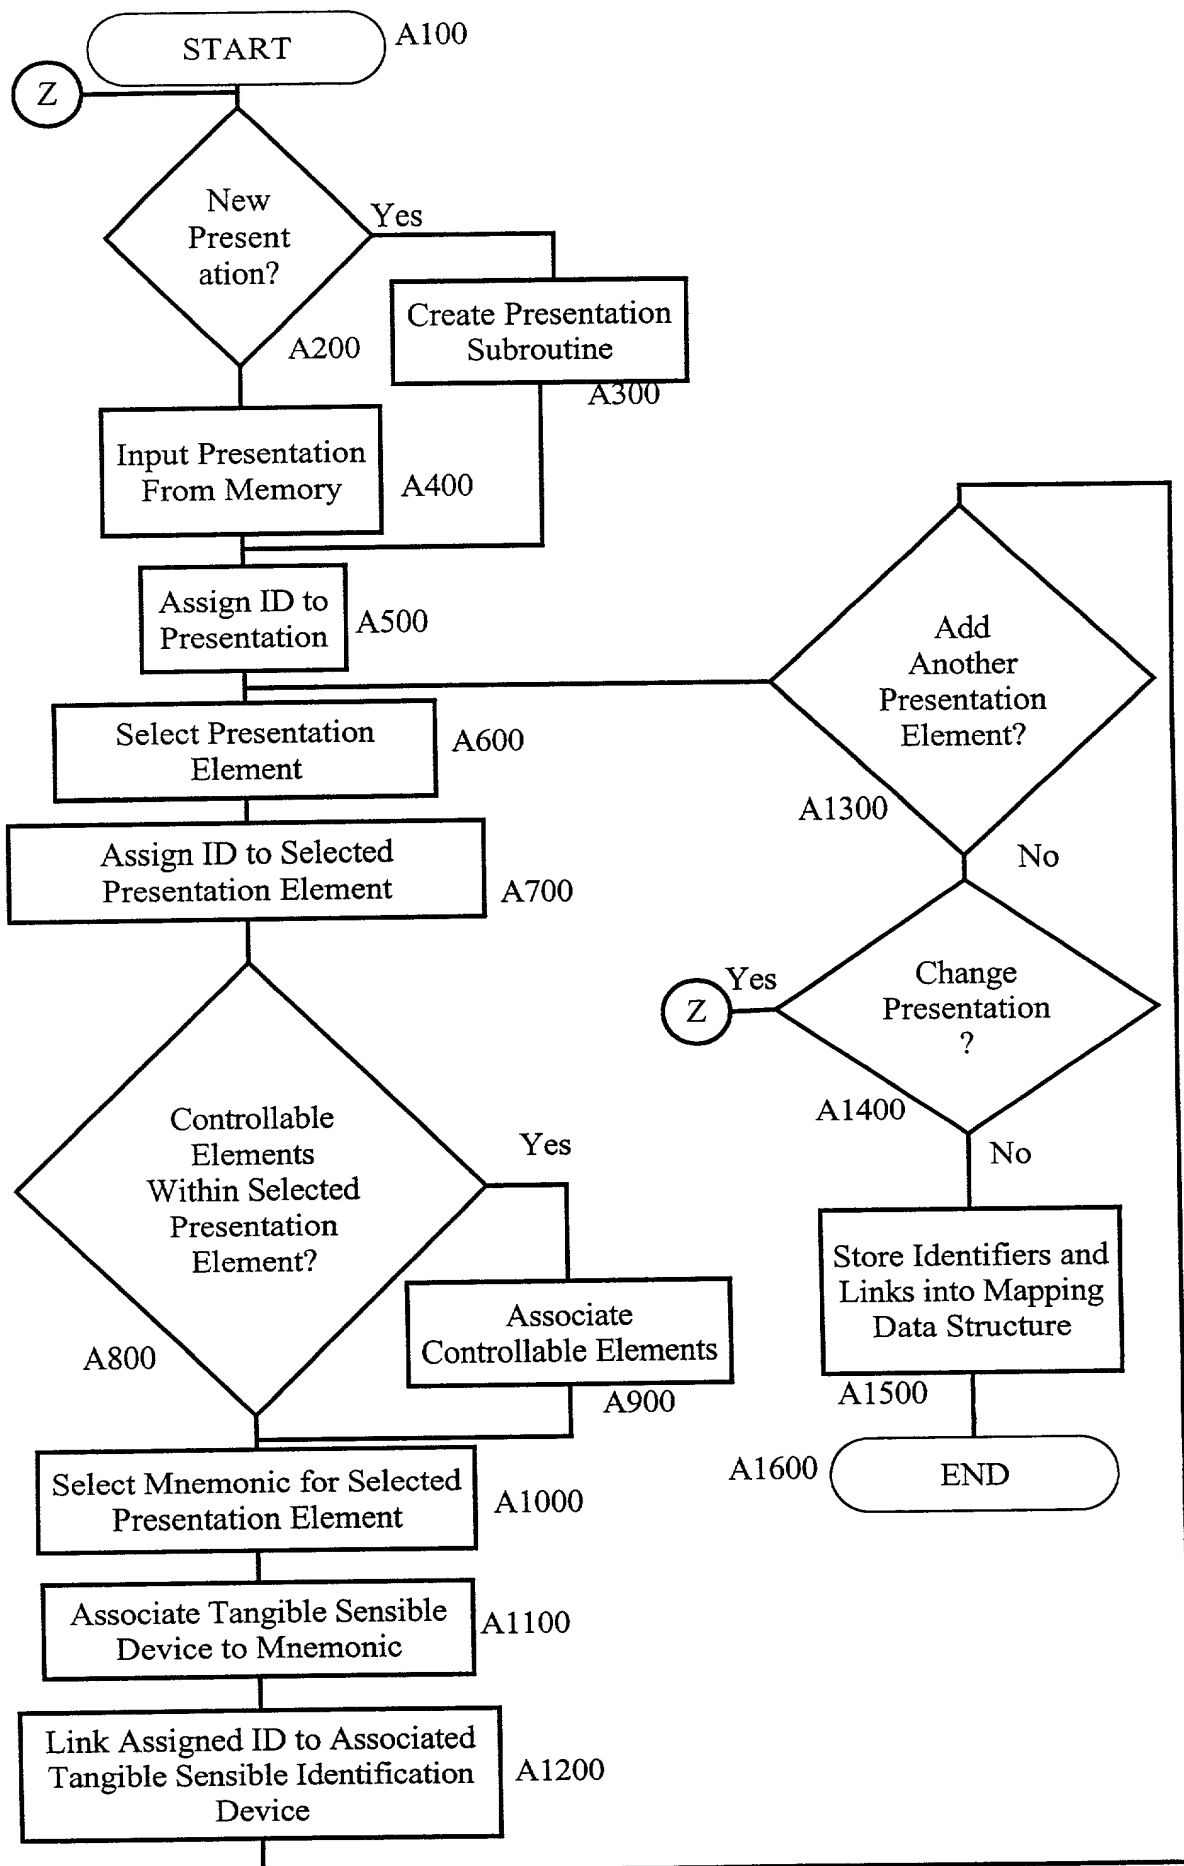 START
A100
Z
New
Present
ation?
Yes
A200
Create Presentation
Subroutine
A300
Input Presentation
From Memory
A400
Assign ID to
Presentation
A500
Select Presentation
Element
A600
Assign ID to Selected
Presentation Element
A700
Controllable
Elements
Within Selected
Presentation
Element?
Yes
A800
Associate
Controllable Elements
A900
Select Mnemonic for Selected
Presentation Element
A1000
Associate Tangible Sensible
Device to Mnemonic
A1100
Link Assigned ID to Associated
Tangible Sensible Identification
Device
A1200
Add
Another
Presentation
Element?
A1300
No
Change
Presentation
?
Yes
Z
A1400
No
Store Identifiers and
Links into Mapping
Data Structure
A1500
A1600
END